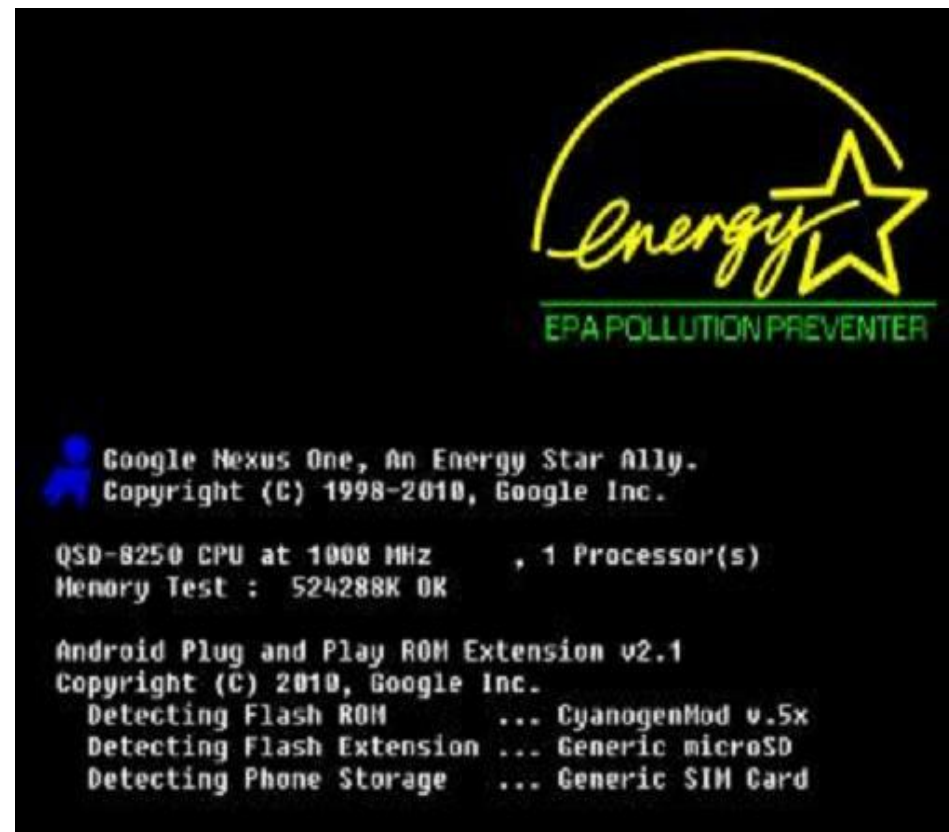 energy
EPA POLLUTION PREVENTER
Google Nexus One, An Energy Star Ally.
Copyright (C) 1998-2010, Google Inc.
QSD-8250 CPU at 1000 MHz , 1 Processor(s)
Memory Test : 524288K OK
Android Plug and Play ROM Extension v2.1
Copyright (C) 2010, Google Inc.
Detecting Flash ROM ... CyanogenMod v.5x
Detecting Flash Extension ... Generic microSD
Detecting Phone Storage ... Generic SIM Card